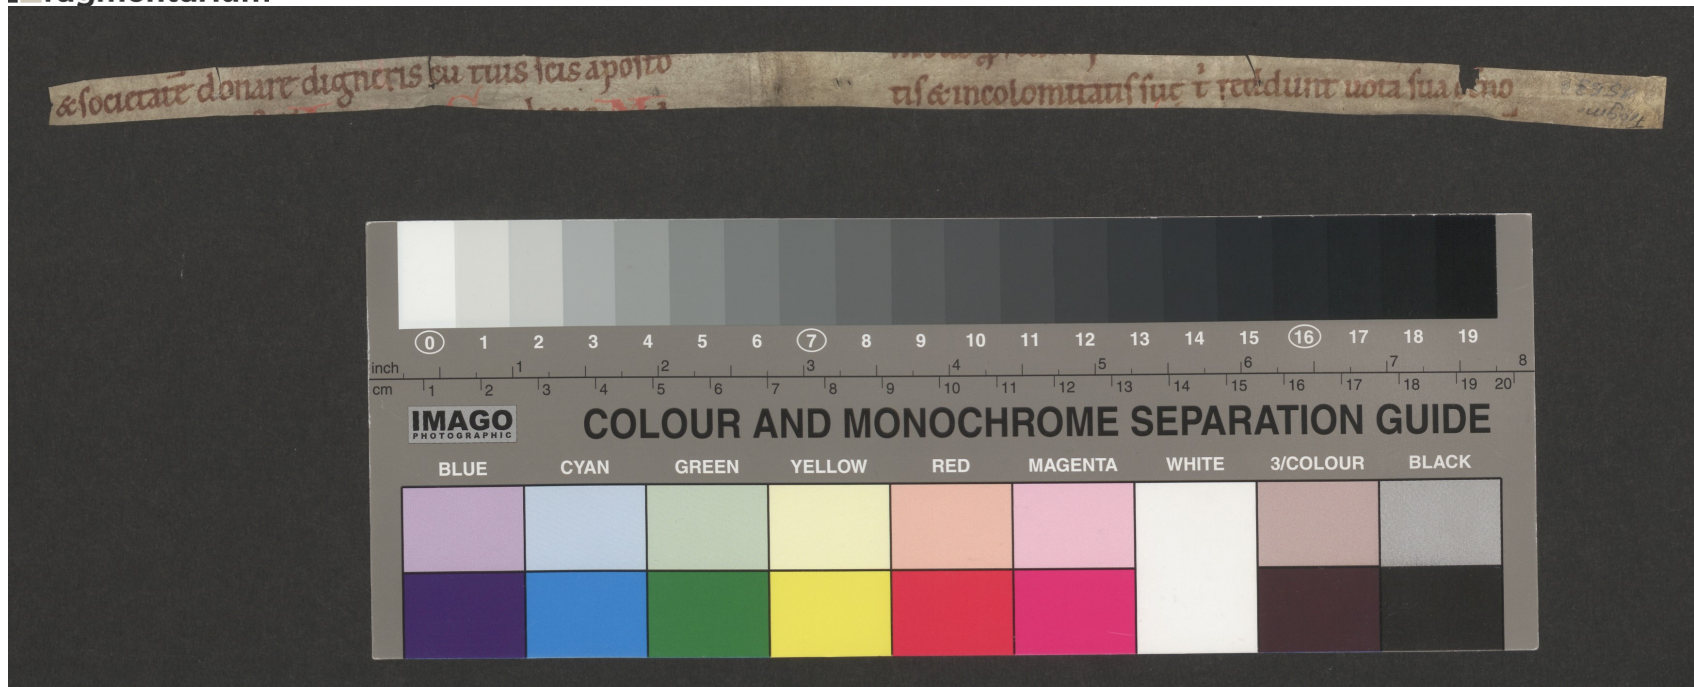 &societatē donare digneris cu tuis scis aposto
tis & incolomitatis suę t̉ reddunt uota sua
0 1 2 3 4 5 6 7 8 9 10 11 12 13 14 15 16 17 18 19
inch 1 2 3 4 5 6 7 8
cm 1 2 3 4 5 6 7 8 9 10 11 12 13 14 15 16 17 18 19 20
IMAGO
PHOTOGRAPHIC
COLOUR AND MONOCHROME SEPARATION GUIDE
BLUE CYAN GREEN YELLOW RED MAGENTA WHITE 3/COLOUR BLACK